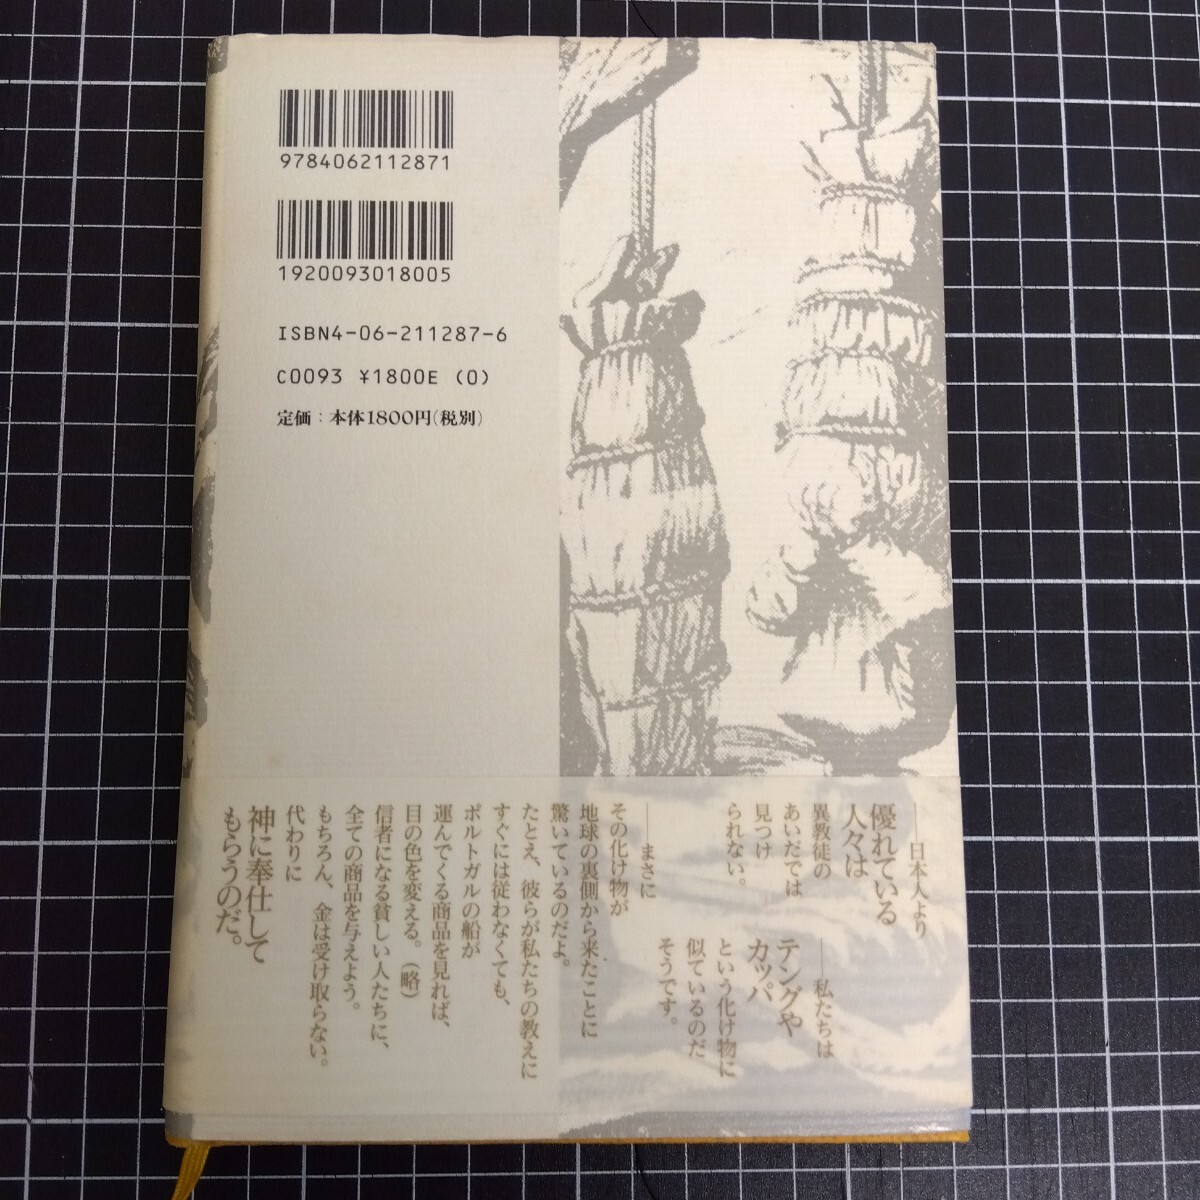 9784062112871
1920093018005
ISBN4-06-211287-6
C0093 ¥1800E (0)
定価：本体1800円（税別）
――日本人より
優れている
人々は
異教徒の
あいだでは
見つけ
られない。
――私たちは
テングや
カッパ
という化け物に
似ているのだ
そうです。
――まさに
その化け物が
地球の裏側から来たことに
驚いているのだよ。
たとえ、彼らが私たちの教えに
すぐには従わなくても、
ポルトガルの船が
運んでくる商品を見れば、
目の色を変える。（略）
信者になる貧しい人たちに、
全ての商品を与えよう。
もちろん、金は受け取らない。
代わりに
神に奉仕して
もらうのだ。